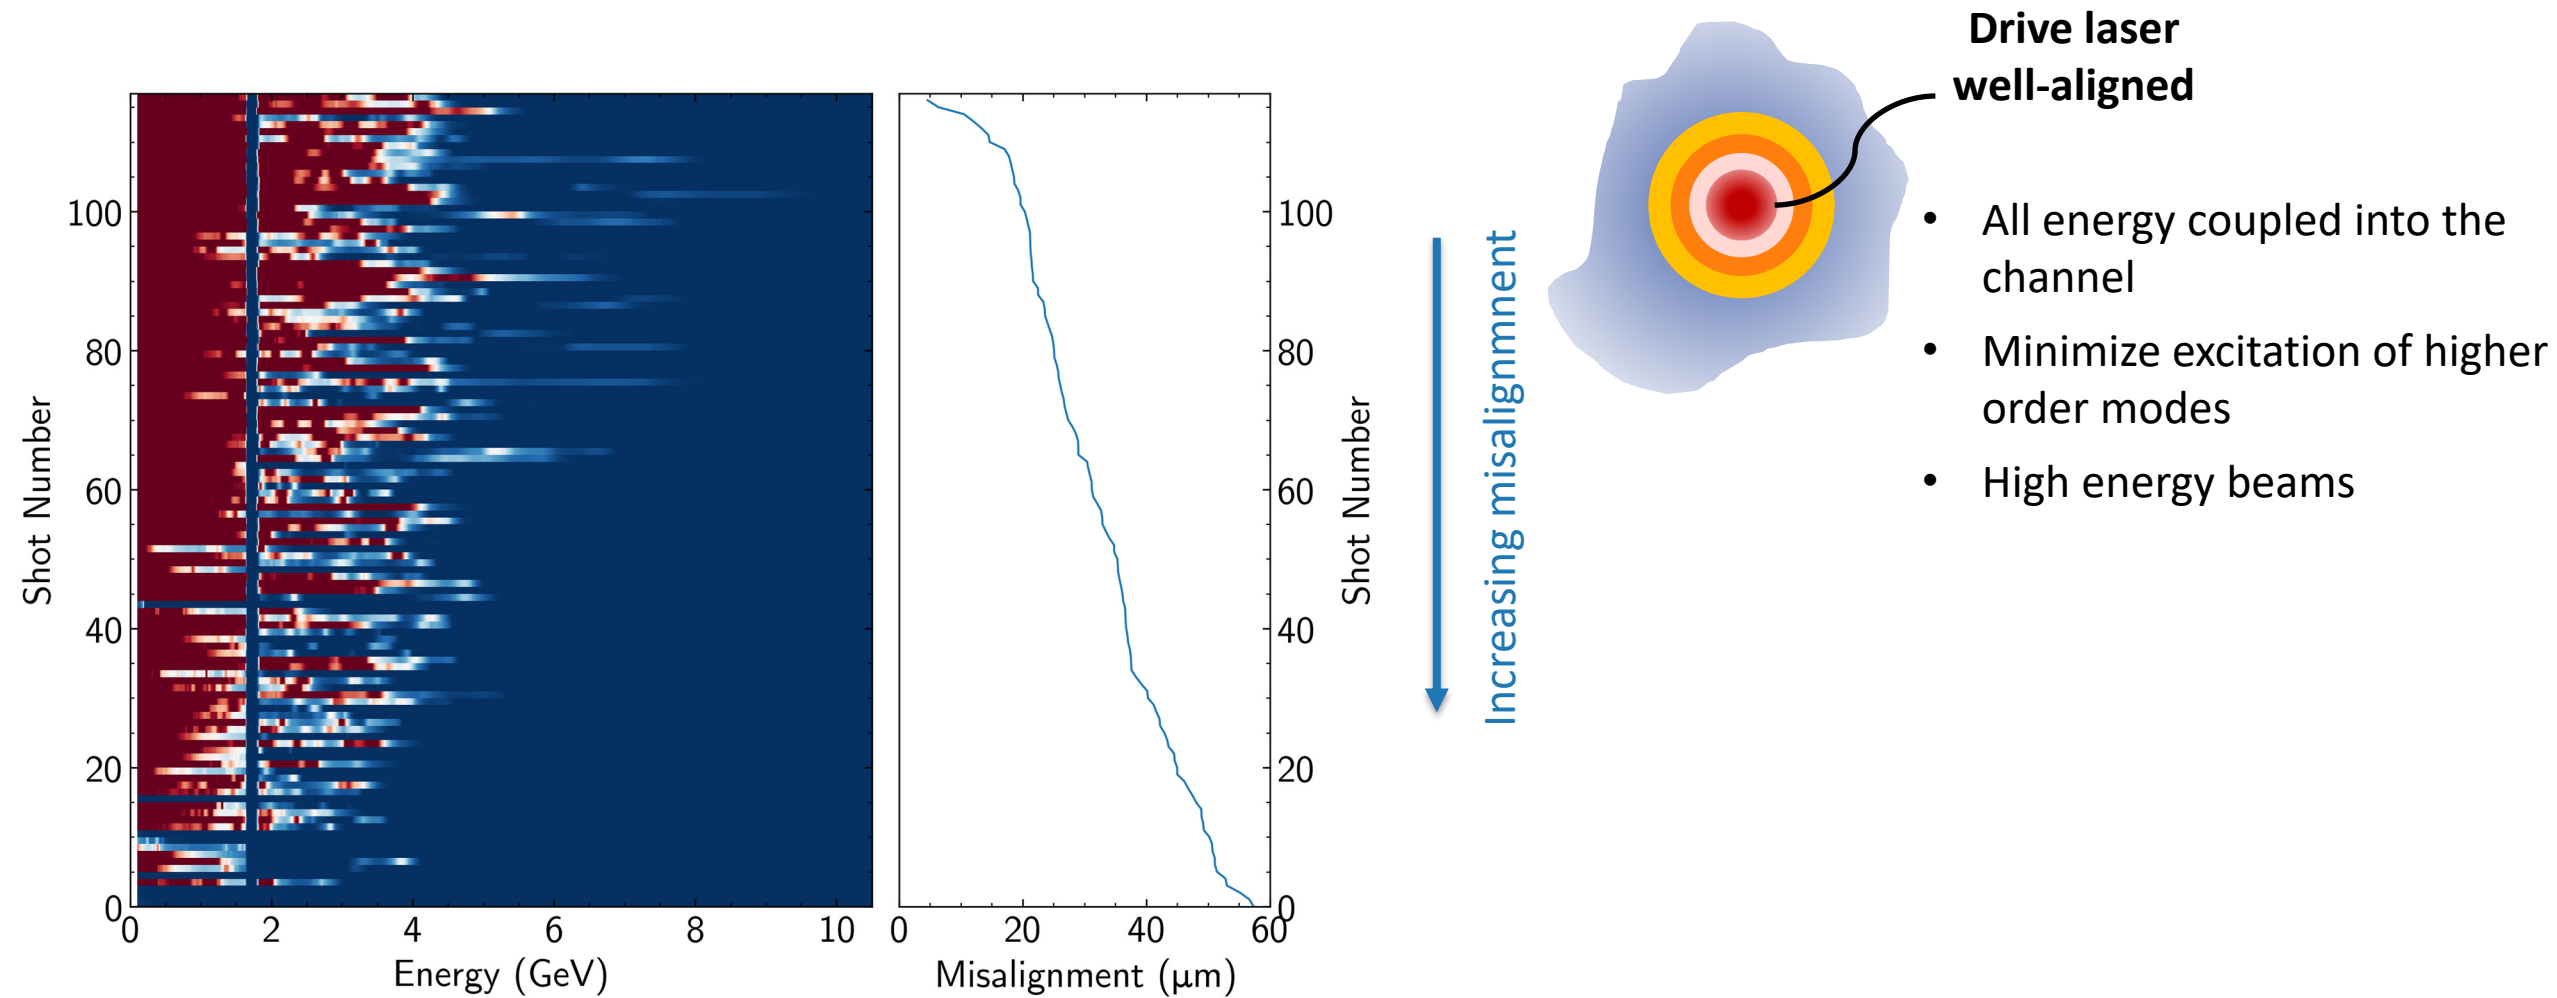 Drive laser
well-aligned
• All energy coupled into the
channel
• Minimize excitation of higher
order modes
• High energy beams
Increasing misalignment
Shot Number
100
80
60
40
20
0
0 2 4 6 8 10
Energy (GeV)
0 20 40 60
Misalignment (μm)
100
80
60
40
20
0
Shot Number